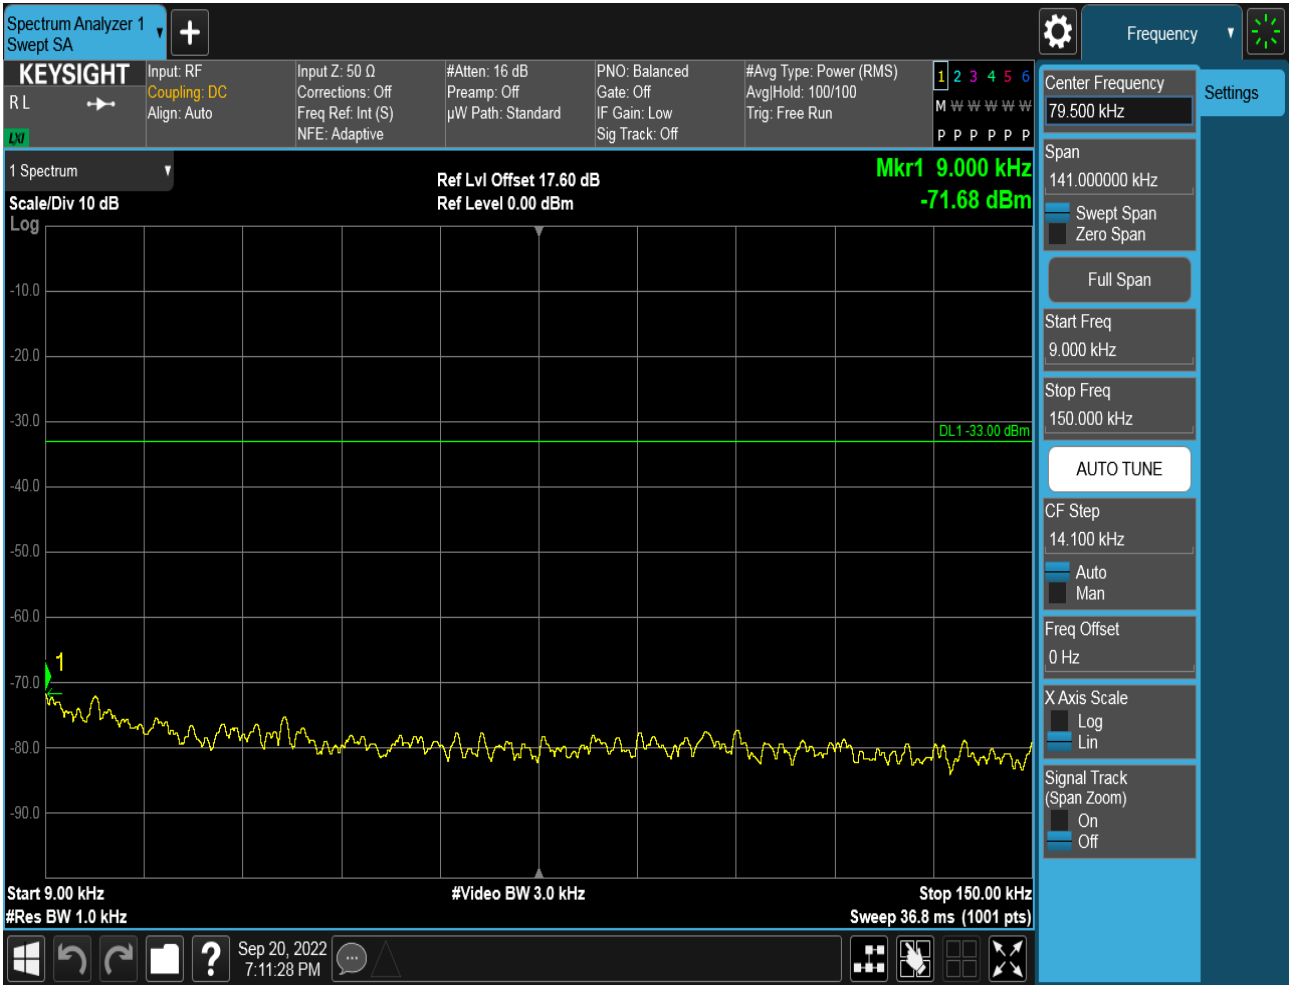 Spectrum Analyzer 1
Swept SA
Frequency
KEYSIGHT
R L
LXI
Input: RF
Coupling: DC
Align: Auto
Input Z: 50 Ω
Corrections: Off
Freq Ref: Int (S)
NFE: Adaptive
#Atten: 16 dB
Preamp: Off
µW Path: Standard
PNO: Balanced
Gate: Off
IF Gain: Low
Sig Track: Off
#Avg Type: Power (RMS)
Avg|Hold: 100/100
Trig: Free Run
1 2 3 4 5 6
M W W W W W
P P P P P P
1 Spectrum
Scale/Div 10 dB
Log
Ref Lvl Offset 17.60 dB
Ref Level 0.00 dBm
Mkr1 9.000 kHz
-71.68 dBm
-10.0
-20.0
-30.0
DL1 -33.00 dBm
-40.0
-50.0
-60.0
1
-70.0
-80.0
-90.0
Start 9.00 kHz
#Res BW 1.0 kHz
#Video BW 3.0 kHz
Stop 150.00 kHz
Sweep 36.8 ms (1001 pts)
Center Frequency
79.500 kHz
Settings
Span
141.000000 kHz
Swept Span
Zero Span
Full Span
Start Freq
9.000 kHz
Stop Freq
150.000 kHz
AUTO TUNE
CF Step
14.100 kHz
Auto
Man
Freq Offset
0 Hz
X Axis Scale
Log
Lin
Signal Track
(Span Zoom)
On
Off
?
Sep 20, 2022
7:11:28 PM